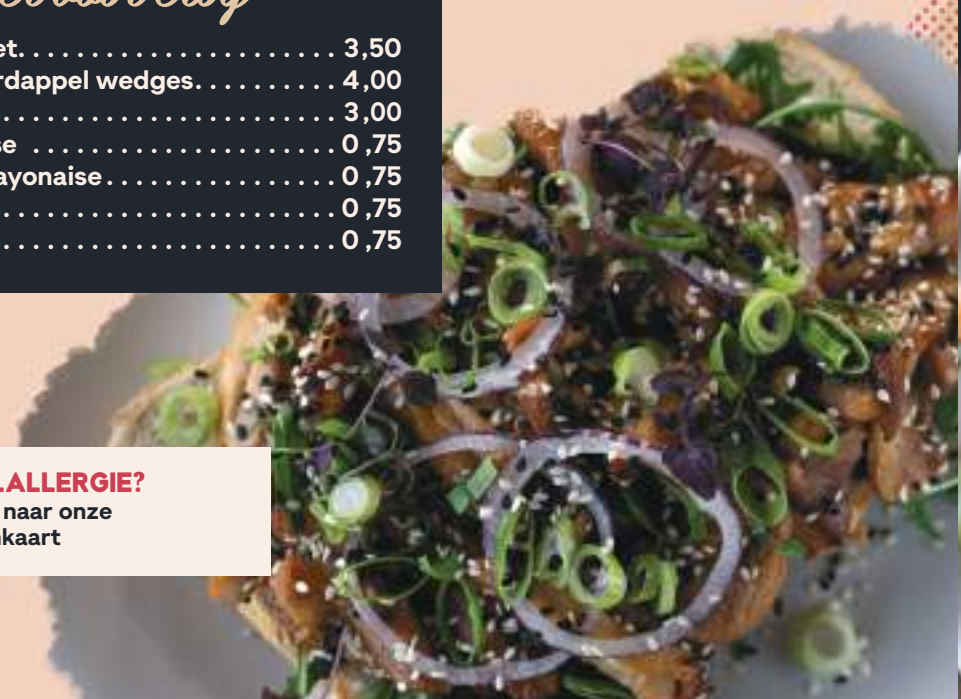 et. . . . . . . . . . . . . . . . . . . . . . 3,50
rdappel wedges. . . . . . . . . . 4,00
. . . . . . . . . . . . . . . . . . . . . . . 3,00
se . . . . . . . . . . . . . . . . . . . . . 0 ,75
ayonaise . . . . . . . . . . . . . . . . 0 ,75
. . . . . . . . . . . . . . . . . . . . . . . 0 ,75
. . . . . . . . . . . . . . . . . . . . . . . 0 ,75
.ALLERGIE?
naar onze
kaart